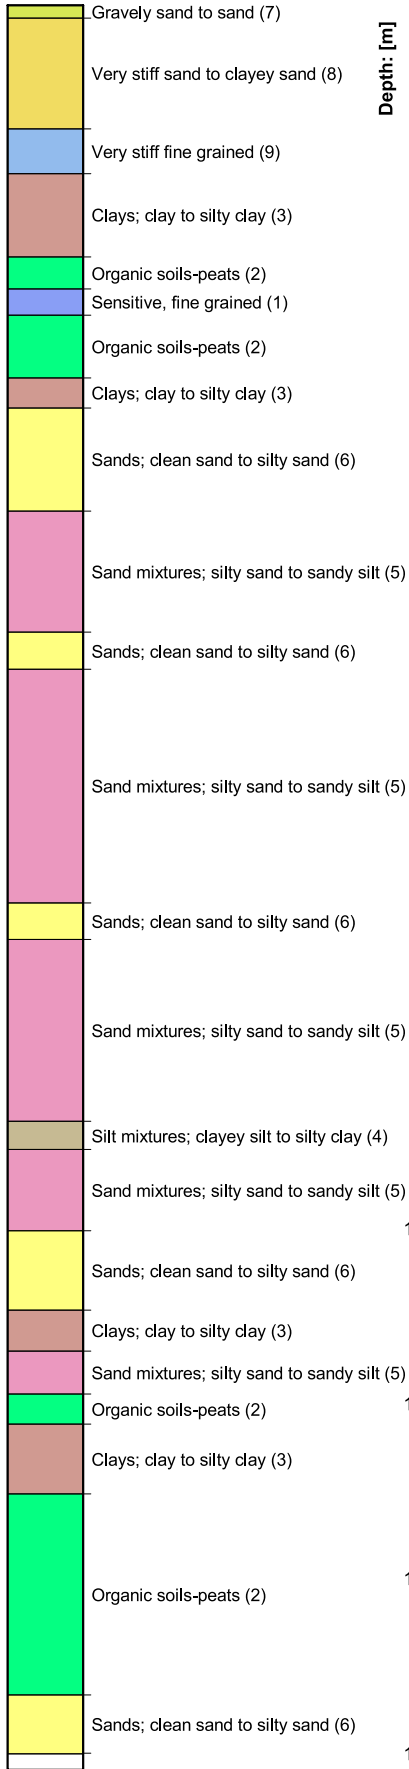 Gravely sand to sand (7)
Depth: [m]
Very stiff sand to clayey sand (8)
Very stiff fine grained (9)
Clays; clay to silty clay (3)
Organic soils-peats (2)
Sensitive, fine grained (1)
Organic soils-peats (2)
Clays; clay to silty clay (3)
Sands; clean sand to silty sand (6)
Sand mixtures; silty sand to sandy silt (5)
Sands; clean sand to silty sand (6)
Sand mixtures; silty sand to sandy silt (5)
Sands; clean sand to silty sand (6)
Sand mixtures; silty sand to sandy silt (5)
Silt mixtures; clayey silt to silty clay (4)
Sand mixtures; silty sand to sandy silt (5)
Sands; clean sand to silty sand (6)
Clays; clay to silty clay (3)
Sand mixtures; silty sand to sandy silt (5)
Organic soils-peats (2)
Clays; clay to silty clay (3)
Organic soils-peats (2)
Sands; clean sand to silty sand (6)